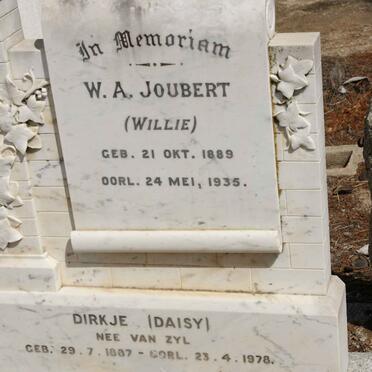 In Memoriam
W. A. JOUBERT
(WILLIE)
GEB. 21 OKT. 1889
OORL. 24 MEI, 1935.
DIRKJE (DAISY)
NEE VAN ZYL
GEB. 29. 7. 1887 - OORL. 23. 4. 1978.